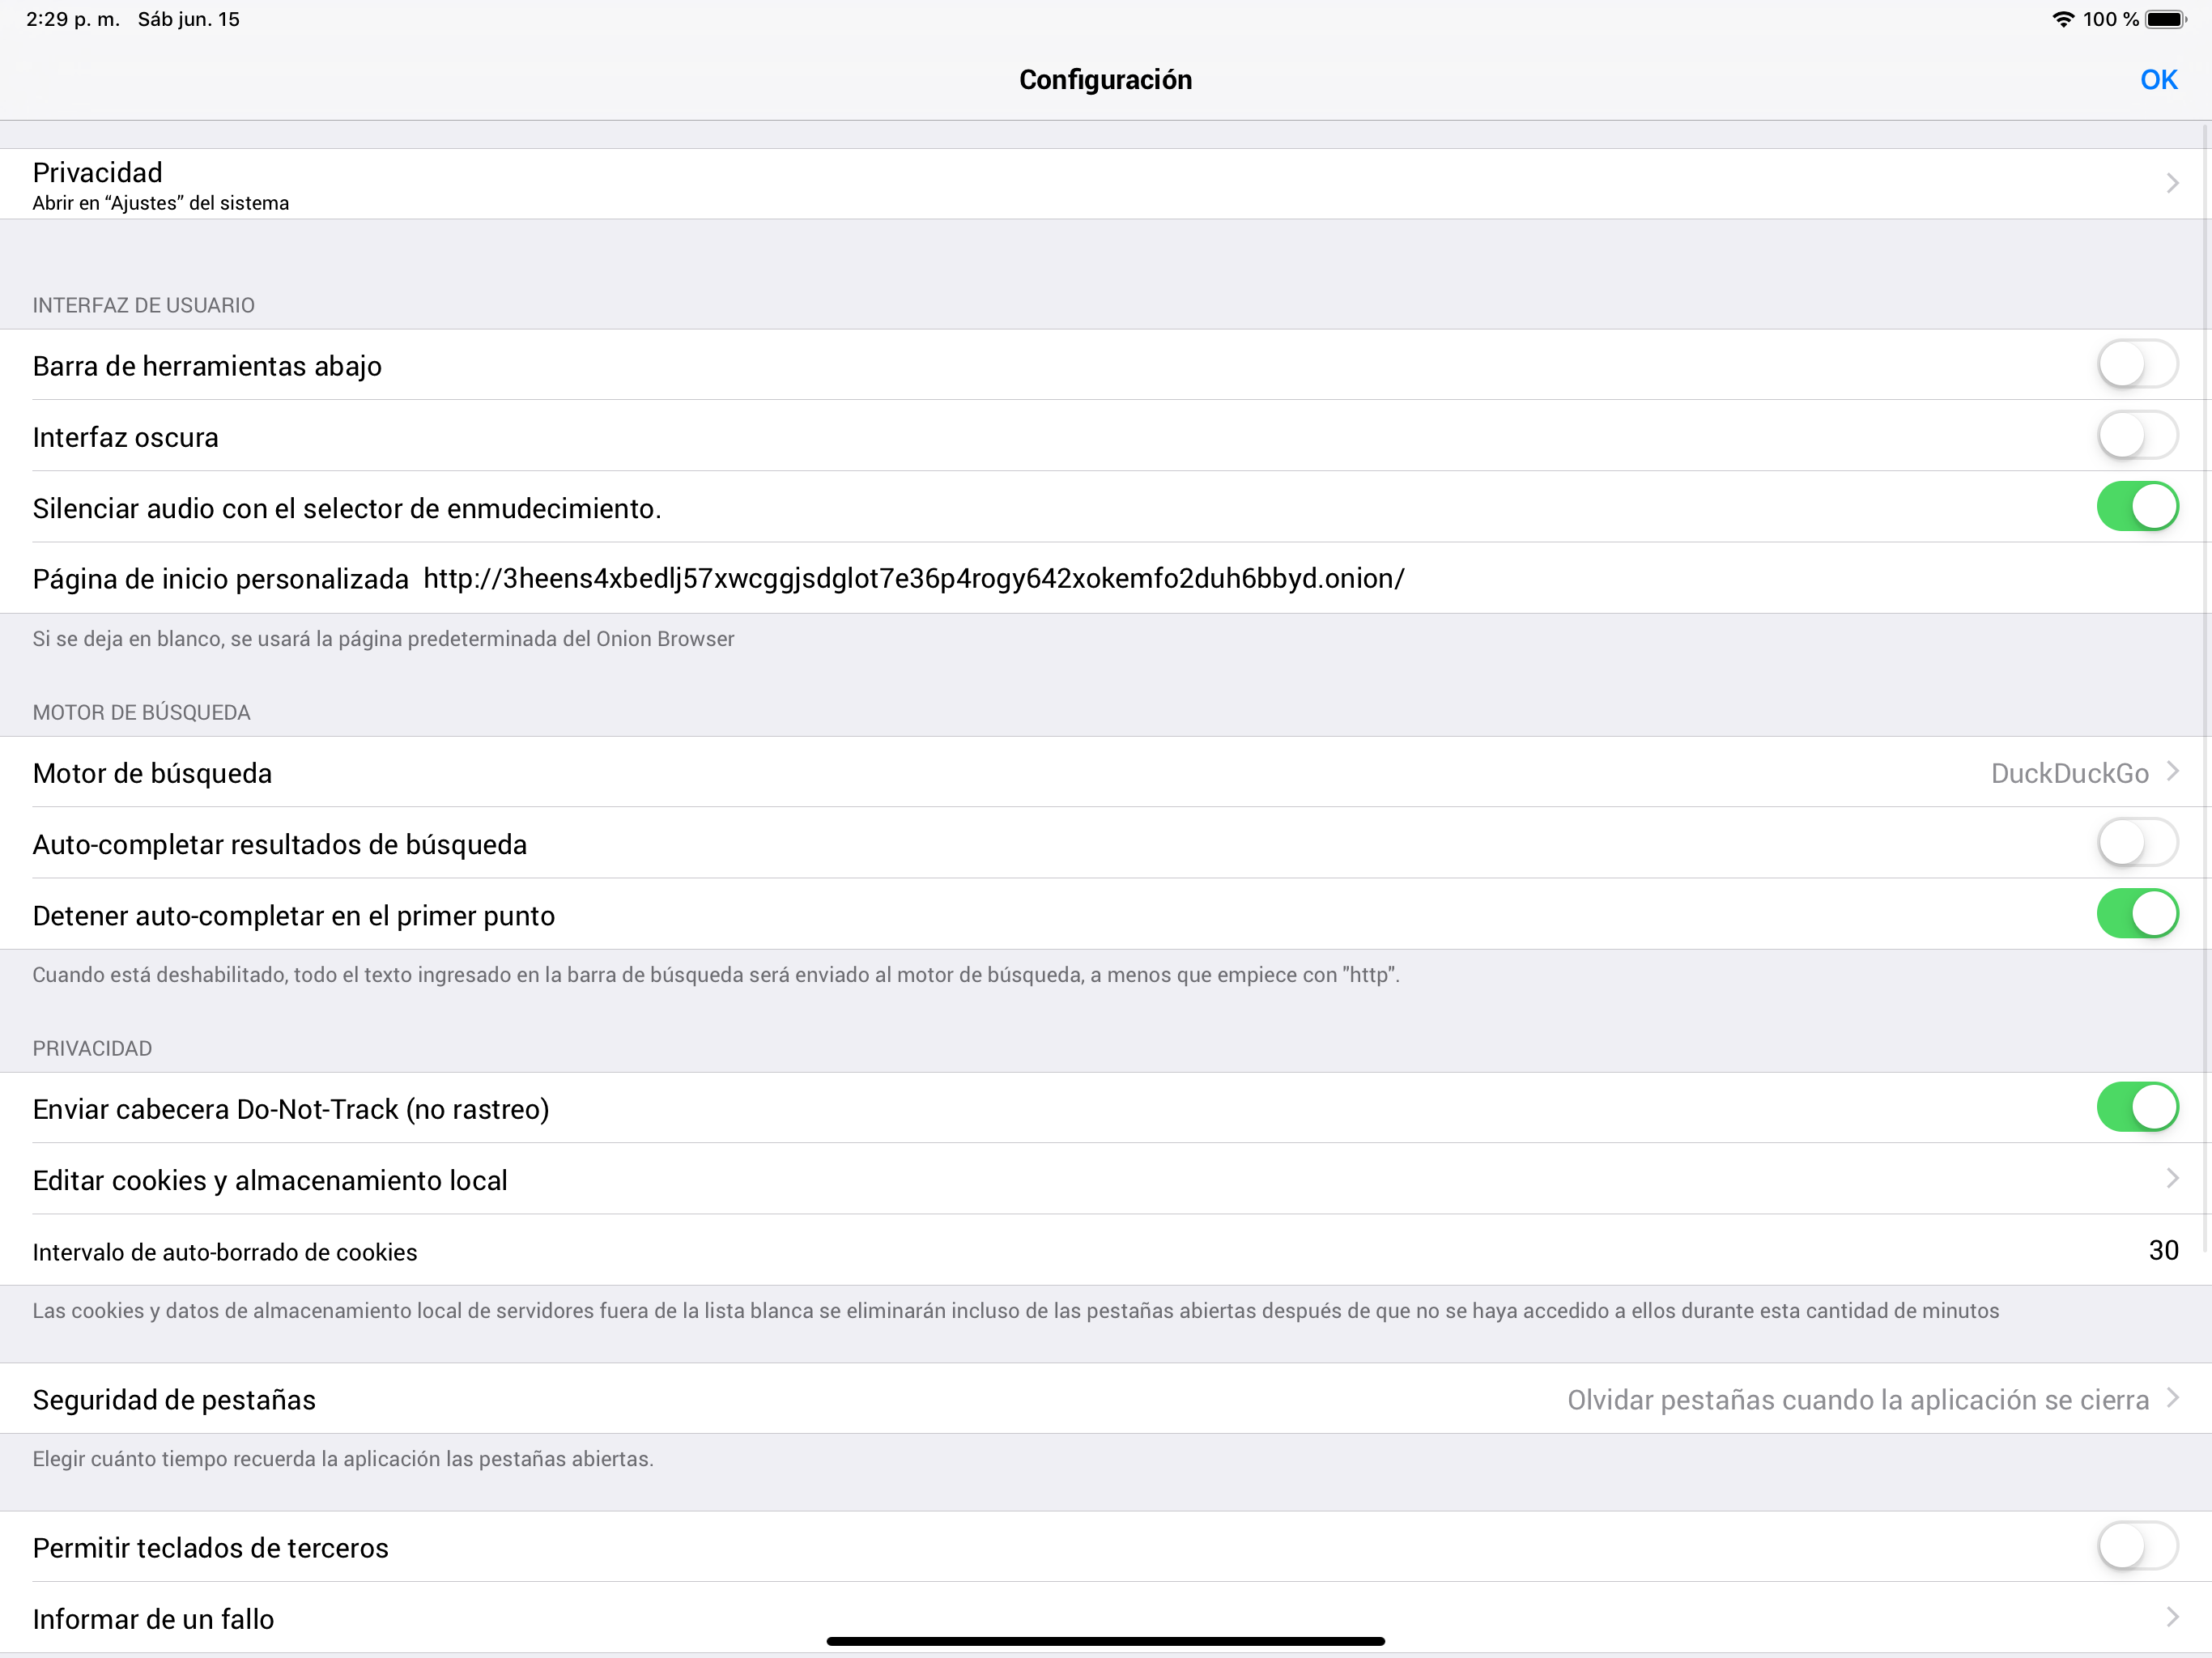 2:29 p. m. Sáb jun. 15 100 %
Configuración OK
Privacidad
Abrir en “Ajustes” del sistema
INTERFAZ DE USUARIO
Barra de herramientas abajo
Interfaz oscura
Silenciar audio con el selector de enmudecimiento.
Página de inicio personalizada http://3heens4xbedlj57xwcggjsdglot7e36p4rogy642xokemfo2duh6bbyd.onion/
Si se deja en blanco, se usará la página predeterminada del Onion Browser
MOTOR DE BÚSQUEDA
Motor de búsqueda DuckDuckGo
Auto-completar resultados de búsqueda
Detener auto-completar en el primer punto
Cuando está deshabilitado, todo el texto ingresado en la barra de búsqueda será enviado al motor de búsqueda, a menos que empiece con "http".
PRIVACIDAD
Enviar cabecera Do-Not-Track (no rastreo)
Editar cookies y almacenamiento local
Intervalo de auto-borrado de cookies 30
Las cookies y datos de almacenamiento local de servidores fuera de la lista blanca se eliminarán incluso de las pestañas abiertas después de que no se haya accedido a ellos durante esta cantidad de minutos
Seguridad de pestañas Olvidar pestañas cuando la aplicación se cierra
Elegir cuánto tiempo recuerda la aplicación las pestañas abiertas.
Permitir teclados de terceros
Informar de un fallo